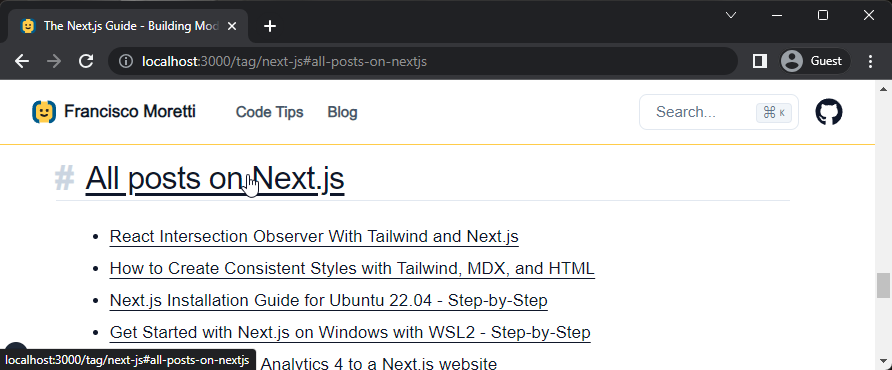 The Next.js Guide - Building Mod
localhost:3000/tag/next-js#all-posts-on-nextjs
Guest
Francisco Moretti
Code Tips
Blog
Search...
⌘ K
# All posts on Next.js
React Intersection Observer With Tailwind and Next.js
How to Create Consistent Styles with Tailwind, MDX, and HTML
Next.js Installation Guide for Ubuntu 22.04 - Step-by-Step
Get Started with Next.js on Windows with WSL2 - Step-by-Step
Analytics 4 to a Next.js website
localhost:3000/tag/next-js#all-posts-on-nextjs